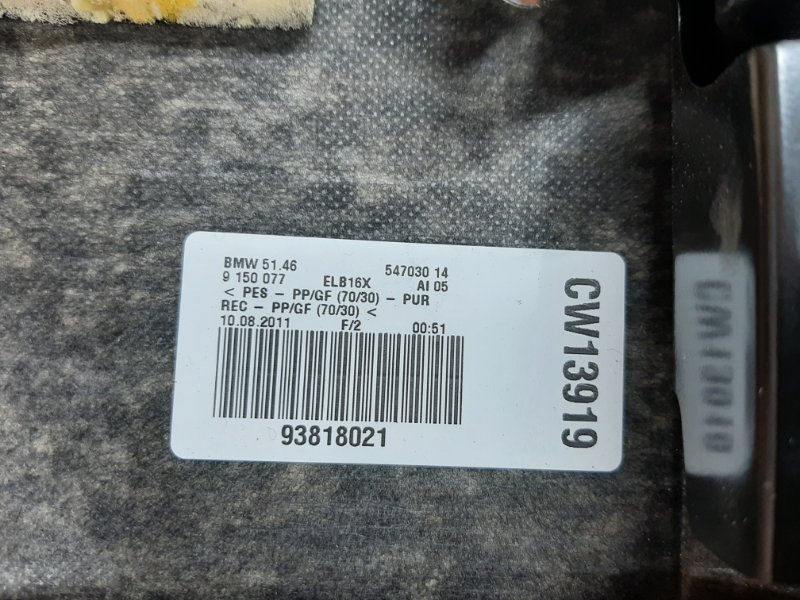 BMW 51.46 547030 14
9 150 077 ELB16X AI 05
< PES – PP/GF (70/30) – PUR
REC – PP/GF (70/30) <
10.08.2011 F/2 00:51
93818021
CW13919